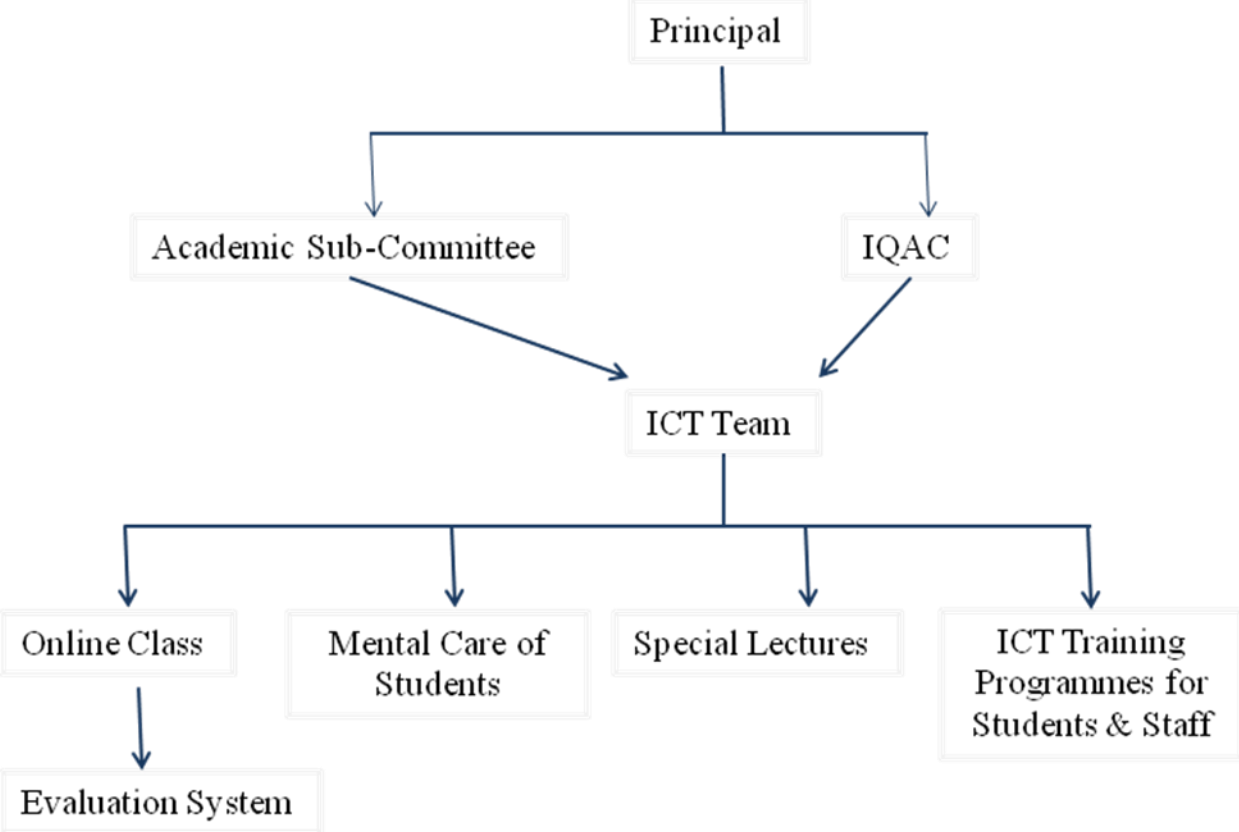 Principal
Academic Sub-Committee
IQAC
ICT Team
Online Class
Mental Care of
Students
Special Lectures
ICT Training
Programmes for
Students & Staff
Evaluation System